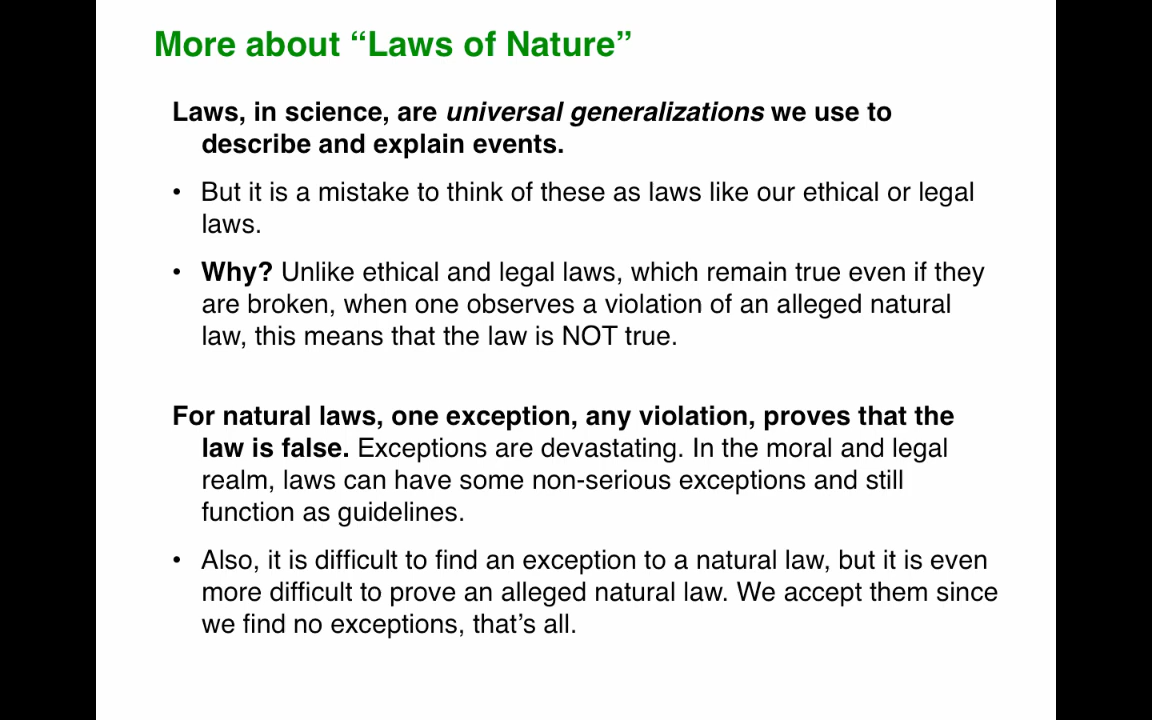 More about “Laws of Nature”
Laws, in science, are universal generalizations we use to
describe and explain events.
• But it is a mistake to think of these as laws like our ethical or legal
laws.
• Why? Unlike ethical and legal laws, which remain true even if they
are broken, when one observes a violation of an alleged natural
law, this means that the law is NOT true.
For natural laws, one exception, any violation, proves that the
law is false. Exceptions are devastating. In the moral and legal
realm, laws can have some non-serious exceptions and still
function as guidelines.
• Also, it is difficult to find an exception to a natural law, but it is even
more difficult to prove an alleged natural law. We accept them since
we find no exceptions, that’s all.